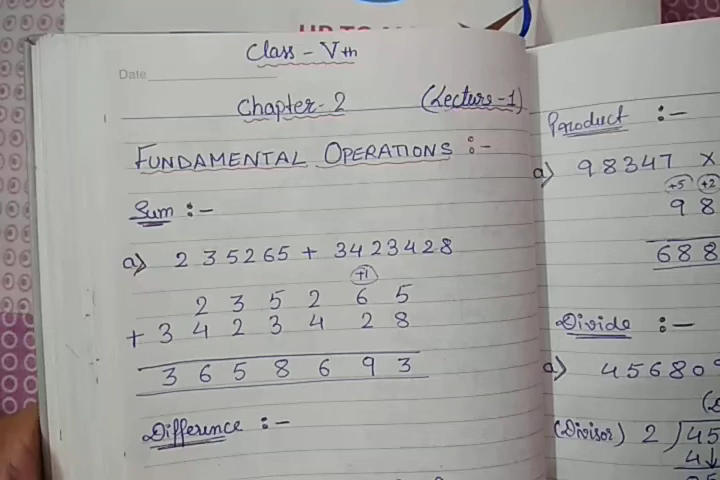 Class - Vth
Date
Chapter-2 (Lecture-1)
FUNDAMENTAL OPERATIONS :-
Sum :-
a) 235265 + 3423428
+1
2 3 5 2 6 5
+ 3 4 2 3 4 2 8
3 6 5 8 6 9 3
Difference :-
Product :-
a) 98347 ×
+5 +2
98
688
Divide :-
a) 45680
(Divisor) 2 ) 45
4↓